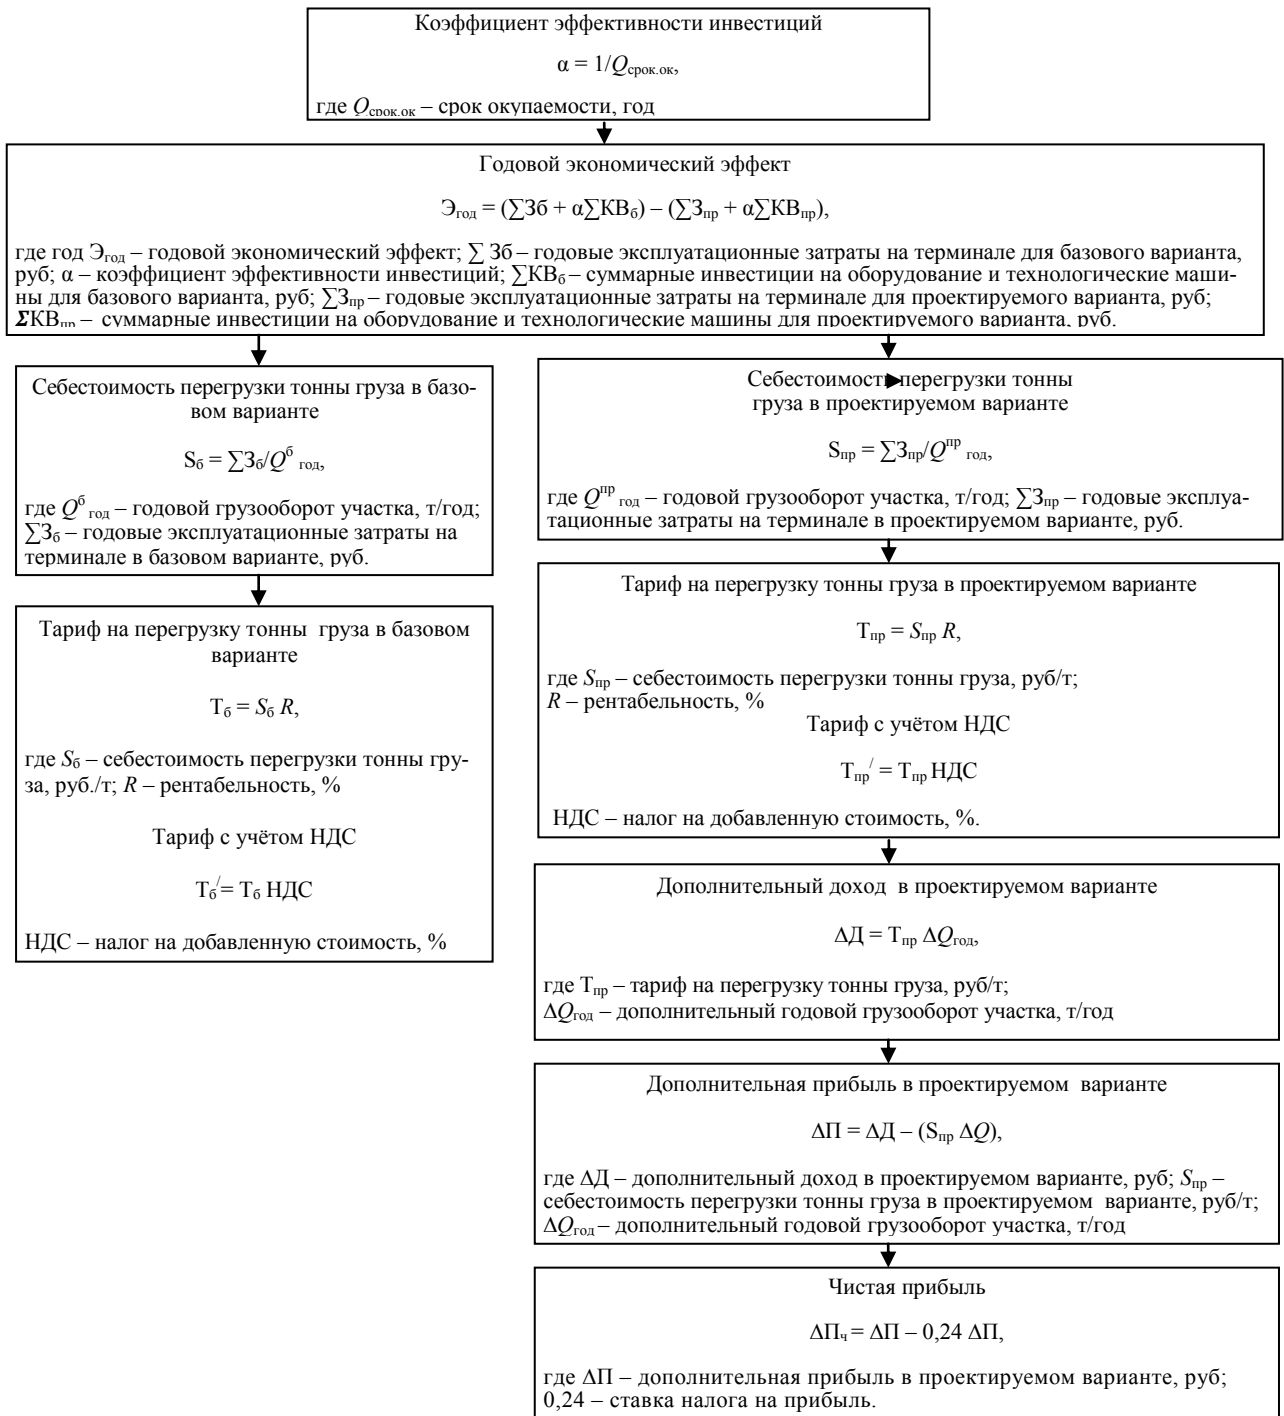 Коэффициент эффективности инвестиций
α = 1/Qсрок.ок,
где Qсрок.ок – срок окупаемости, год
Годовой экономический эффект
Эгод = (∑Зб + α∑КВб) – (∑Зпр + α∑КВпр),
где год Эгод – годовой экономический эффект; ∑ Зб – годовые эксплуатационные затраты на терминале для базового варианта,
руб; α – коэффициент эффективности инвестиций; ∑КВб – суммарные инвестиции на оборудование и технологические маши-
ны для базового варианта, руб; ∑Зпр – годовые эксплуатационные затраты на терминале для проектируемого варианта, руб;
ΣКВпр – суммарные инвестиции на оборудование и технологические машины для проектируемого варианта, руб.
Себестоимость перегрузки тонны груза в базо-
вом варианте
Sб = ∑Зб/Qб год,
где Qб год – годовой грузооборот участка, т/год;
∑Зб – годовые эксплуатационные затраты на
терминале в базовом варианте, руб.
Тариф на перегрузку тонны груза в базовом
варианте
Тб = Sб R,
где Sб – себестоимость перегрузки тонны гру-
за, руб./т; R – рентабельность, %
Тариф с учётом НДС
Тб/= Тб НДС
НДС – налог на добавленную стоимость, %
Себестоимость перегрузки тонны
груза в проектируемом варианте
Sпр = ∑Зпр/Qпр год,
где Qпр год – годовой грузооборот участка, т/год; ∑Зпр – годовые эксплуа-
тационные затраты на терминале в проектируемом варианте, руб.
Тариф на перегрузку тонны груза в проектируемом варианте
Тпр = Sпр R,
где Sпр – себестоимость перегрузки тонны груза, руб/т;
R – рентабельность, %
Тариф с учётом НДС
Тпр/ = Тпр НДС
НДС – налог на добавленную стоимость, %.
Дополнительный доход в проектируемом варианте
ΔД = Тпр ΔQгод,
где Тпр – тариф на перегрузку тонны груза, руб/т;
ΔQгод – дополнительный годовой грузооборот участка, т/год
Дополнительная прибыль в проектируемом варианте
ΔП = ΔД – (Sпр ΔQ),
где ΔД – дополнительный доход в проектируемом варианте, руб; Sпр –
себестоимость перегрузки тонны груза в проектируемом варианте, руб/т;
ΔQгод – дополнительный годовой грузооборот участка, т/год
Чистая прибыль
ΔПч = ΔП – 0,24 ΔП,
где ΔП – дополнительная прибыль в проектируемом варианте, руб;
0,24 – ставка налога на прибыль.